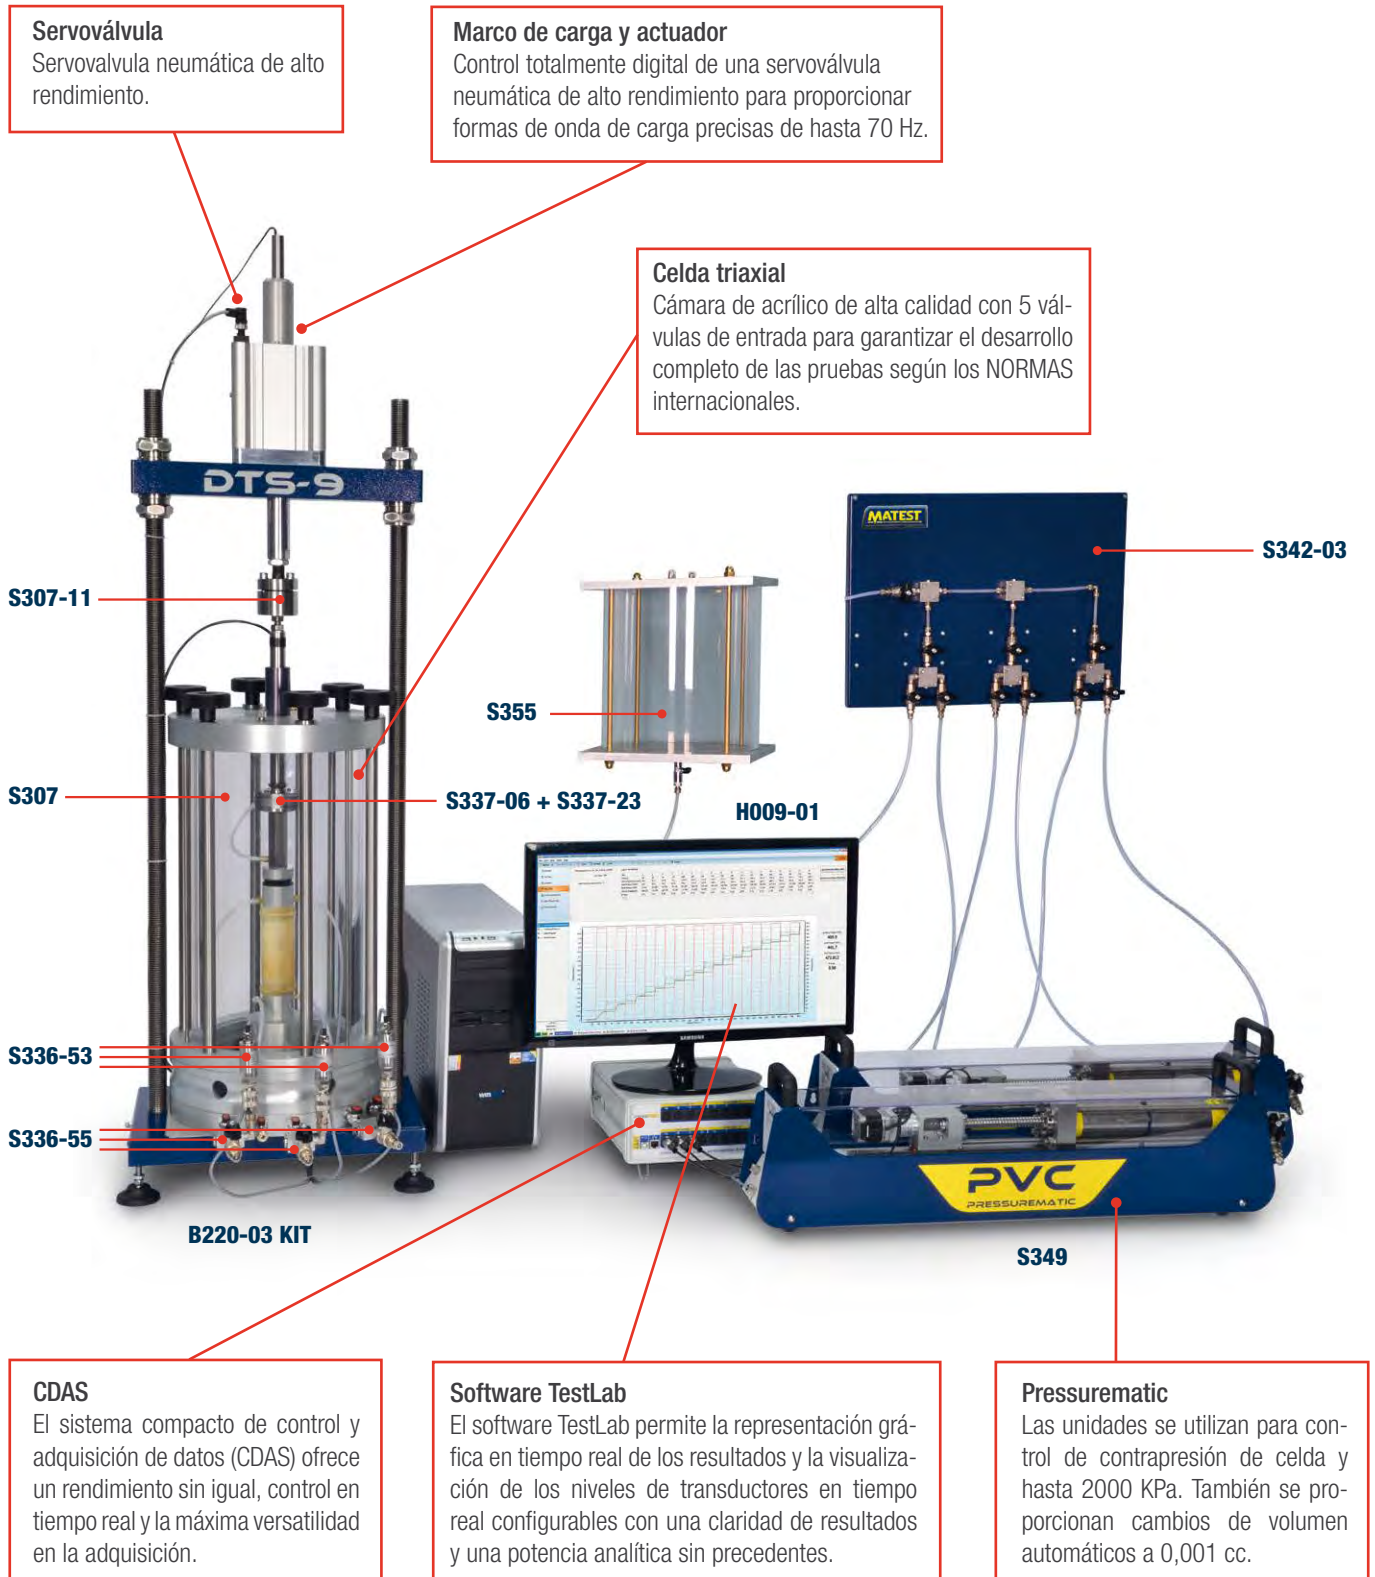 Servoválvula
Servovalvula neumática de alto
rendimiento.
Marco de carga y actuador
Control totalmente digital de una servoválvula
neumática de alto rendimiento para proporcionar
formas de onda de carga precisas de hasta 70 Hz.
Celda triaxial
Cámara de acrílico de alta calidad con 5 vál-
vulas de entrada para garantizar el desarrollo
completo de las pruebas según los NORMAS
internacionales.
DTS-9
MATEST
S342-03
S307-11
S355
S307
S337-06 + S337-23
H009-01
SAMSUNG
S336-53
S336-55
PVC
PRESSUREMATIC
B220-03 KIT
S349
CDAS
El sistema compacto de control y
adquisición de datos (CDAS) ofrece
un rendimiento sin igual, control en
tiempo real y la máxima versatilidad
en la adquisición.
Software TestLab
El software TestLab permite la representación grá-
fica en tiempo real de los resultados y la visualiza-
ción de los niveles de transductores en tiempo
real configurables con una claridad de resultados
y una potencia analítica sin precedentes.
Pressurematic
Las unidades se utilizan para con-
trol de contrapresión de celda y
hasta 2000 KPa. También se pro-
porcionan cambios de volumen
automáticos a 0,001 cc.